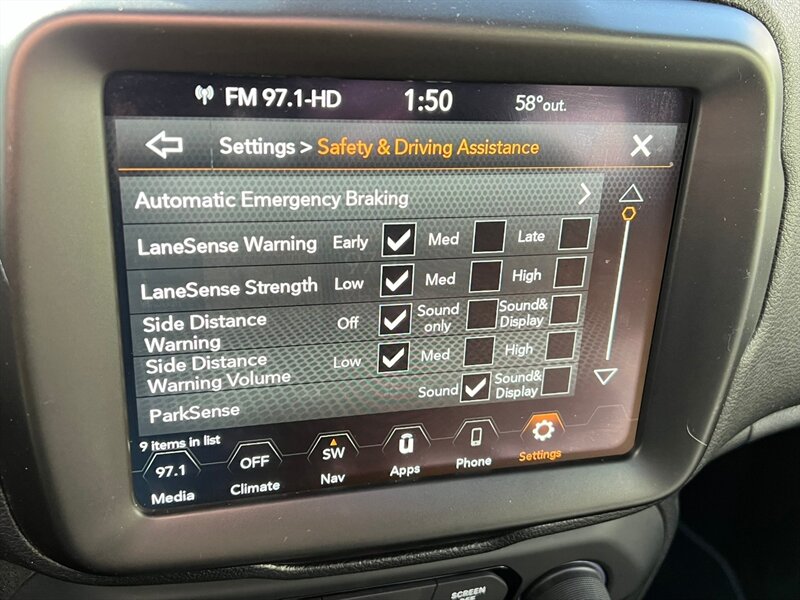 FM 97.1-HD 1:50 58°out.
Settings > Safety & Driving Assistance
Automatic Emergency Braking
LaneSense Warning Early Med Late
LaneSense Strength Low Med High
Side Distance Warning Off Sound only Sound& Display
Side Distance Warning Volume Low Med High
ParkSense Sound Sound& Display
9 items in list
97.1 OFF SW
Media Climate Nav Apps Phone Settings
SCREEN